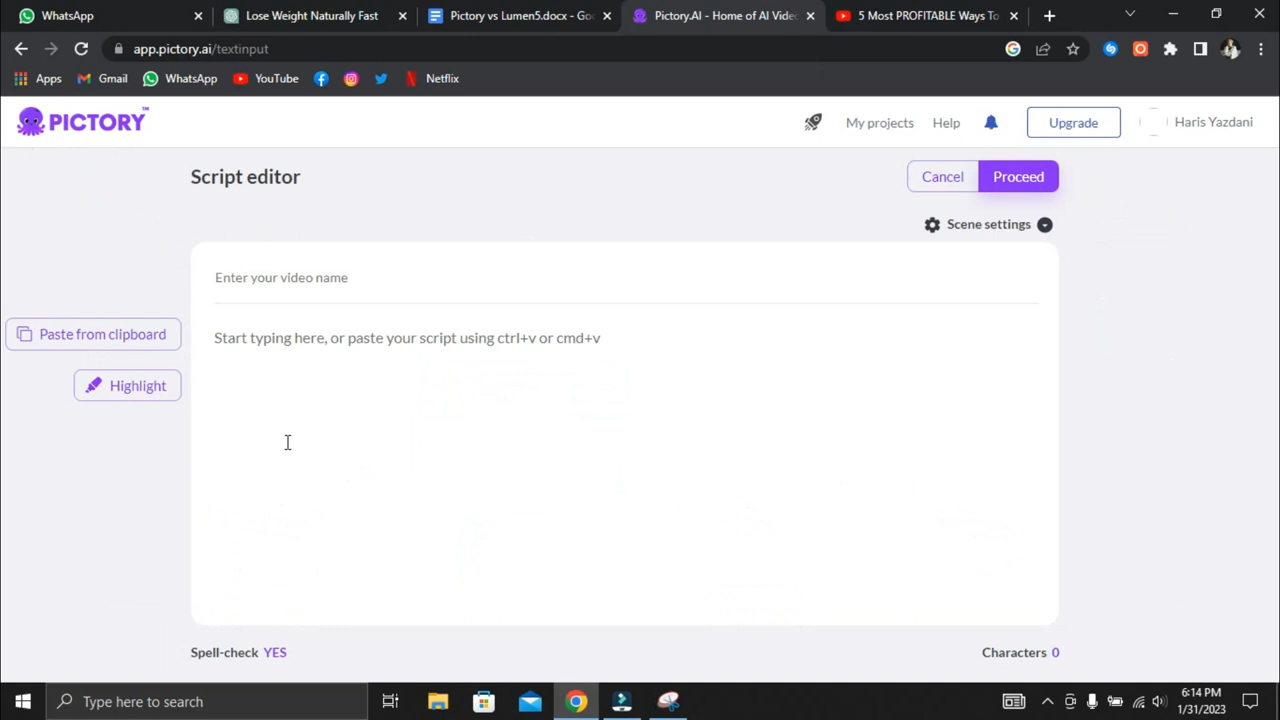 WhatsApp
Lose Weight Naturally Fast
Pictory vs Lumen5.docx - Goo
Pictory.AI - Home of AI Video
5 Most PROFITABLE Ways To
app.pictory.ai/textinput
Apps
Gmail
WhatsApp
YouTube
Netflix
PICTORY™
My projects
Help
Upgrade
Haris Yazdani
Script editor
Cancel
Proceed
Scene settings
Enter your video name
Paste from clipboard
Start typing here, or paste your script using ctrl+v or cmd+v
Highlight
Spell-check YES
Characters 0
Type here to search
6:14 PM
1/31/2023